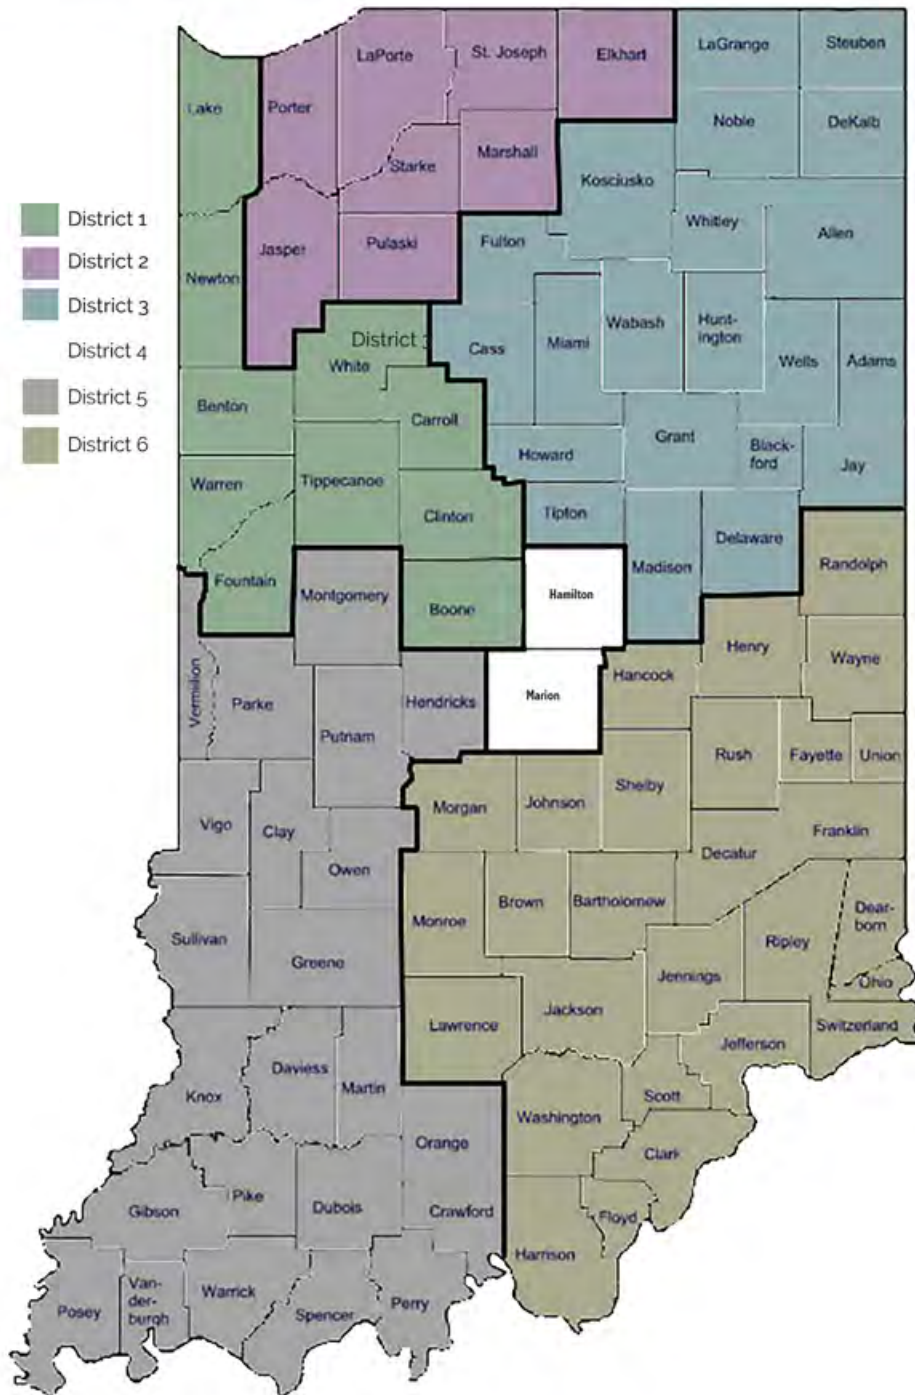 District 1
District 2
District 3
District 4
District 5
District 6
LaGrange
Steuben
LaPorte
St. Joseph
Elkhart
Lake
Porter
Noble
DeKalb
Starke
Marshall
Kosciusko
Whitley
Allen
Jasper
Pulaski
Fulton
Newton
District
White
Cass
Miami
Wabash
Hunt-
ington
Wells
Adams
Benton
Carroll
Grant
Black-
ford
Howard
Jay
Warren
Tippecanoe
Clinton
Tipton
Delaware
Madison
Randolph
Fountain
Montgomery
Boone
Hamilton
Henry
Wayne
Hancock
Vermilion
Parke
Hendricks
Marion
Putnam
Rush
Fayette
Union
Shelby
Morgan
Johnson
Vigo
Clay
Franklin
Decatur
Owen
Brown
Bartholomew
Monroe
Dear-
born
Sullivan
Ripley
Greene
Jennings
Ohio
Jackson
Lawrence
Switzerland
Jefferson
Daviess
Martin
Knox
Scott
Washington
Orange
Clark
Pike
Dubois
Gibson
Crawford
Floyd
Harrison
Van-
der-
burgh
Warrick
Posey
Spencer
Perry